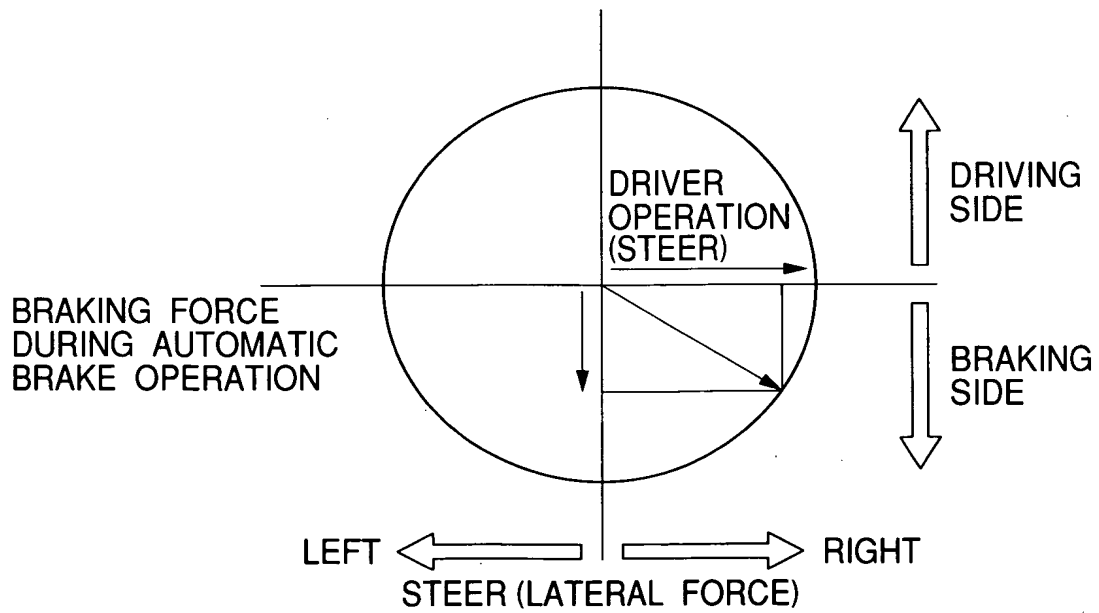 DRIVER
OPERATION
(STEER)
DRIVING
SIDE
BRAKING FORCE
DURING AUTOMATIC
BRAKE OPERATION
BRAKING
SIDE
LEFT
RIGHT
STEER (LATERAL FORCE)